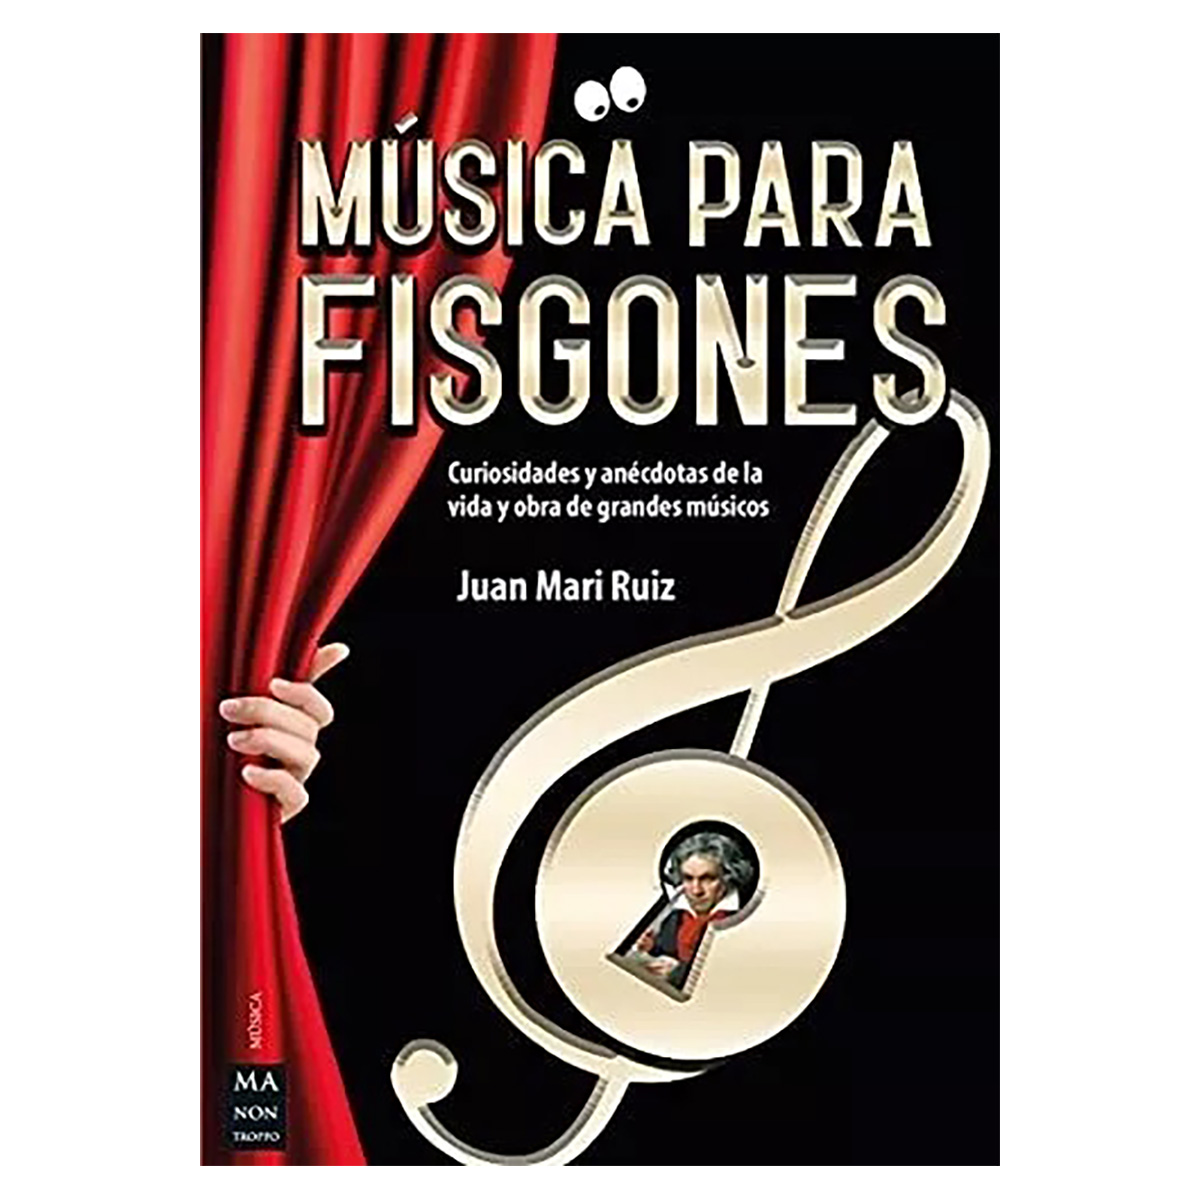 MÚSICA PARA
FISGONES
Curiosidades y anécdotas de la
vida y obra de grandes músicos
Juan Mari Ruiz
MÚSICA
MA
NON
TROPPO